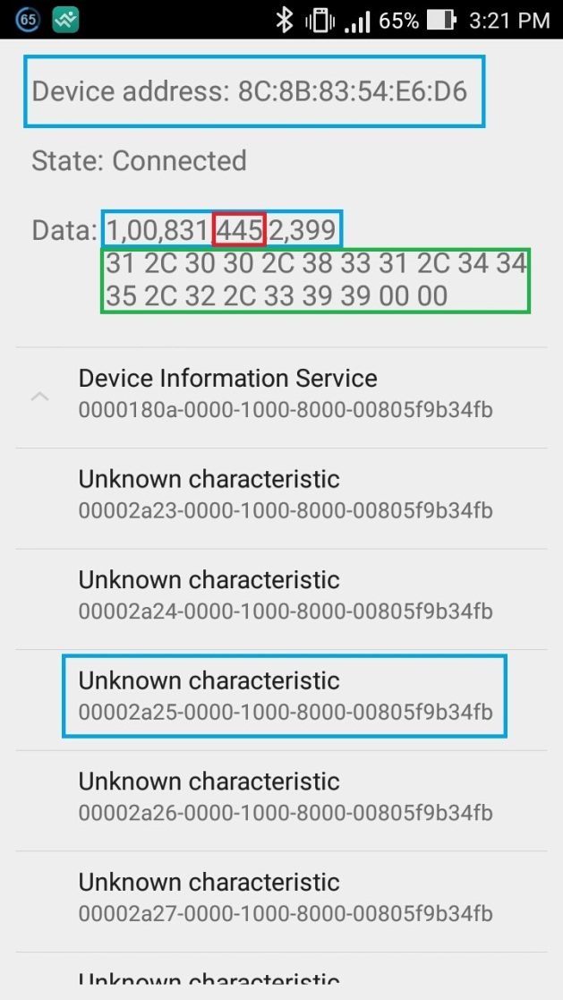 65 65% 3:21 PM
Device address: 8C:8B:83:54:E6:D6
State: Connected
Data: 1,00,831,445,2,399
31 2C 30 30 2C 38 33 31 2C 34 34
35 2C 32 2C 33 39 39 00 00
Device Information Service
0000180a-0000-1000-8000-00805f9b34fb
Unknown characteristic
00002a23-0000-1000-8000-00805f9b34fb
Unknown characteristic
00002a24-0000-1000-8000-00805f9b34fb
Unknown characteristic
00002a25-0000-1000-8000-00805f9b34fb
Unknown characteristic
00002a26-0000-1000-8000-00805f9b34fb
Unknown characteristic
00002a27-0000-1000-8000-00805f9b34fb
Unknown characteristic